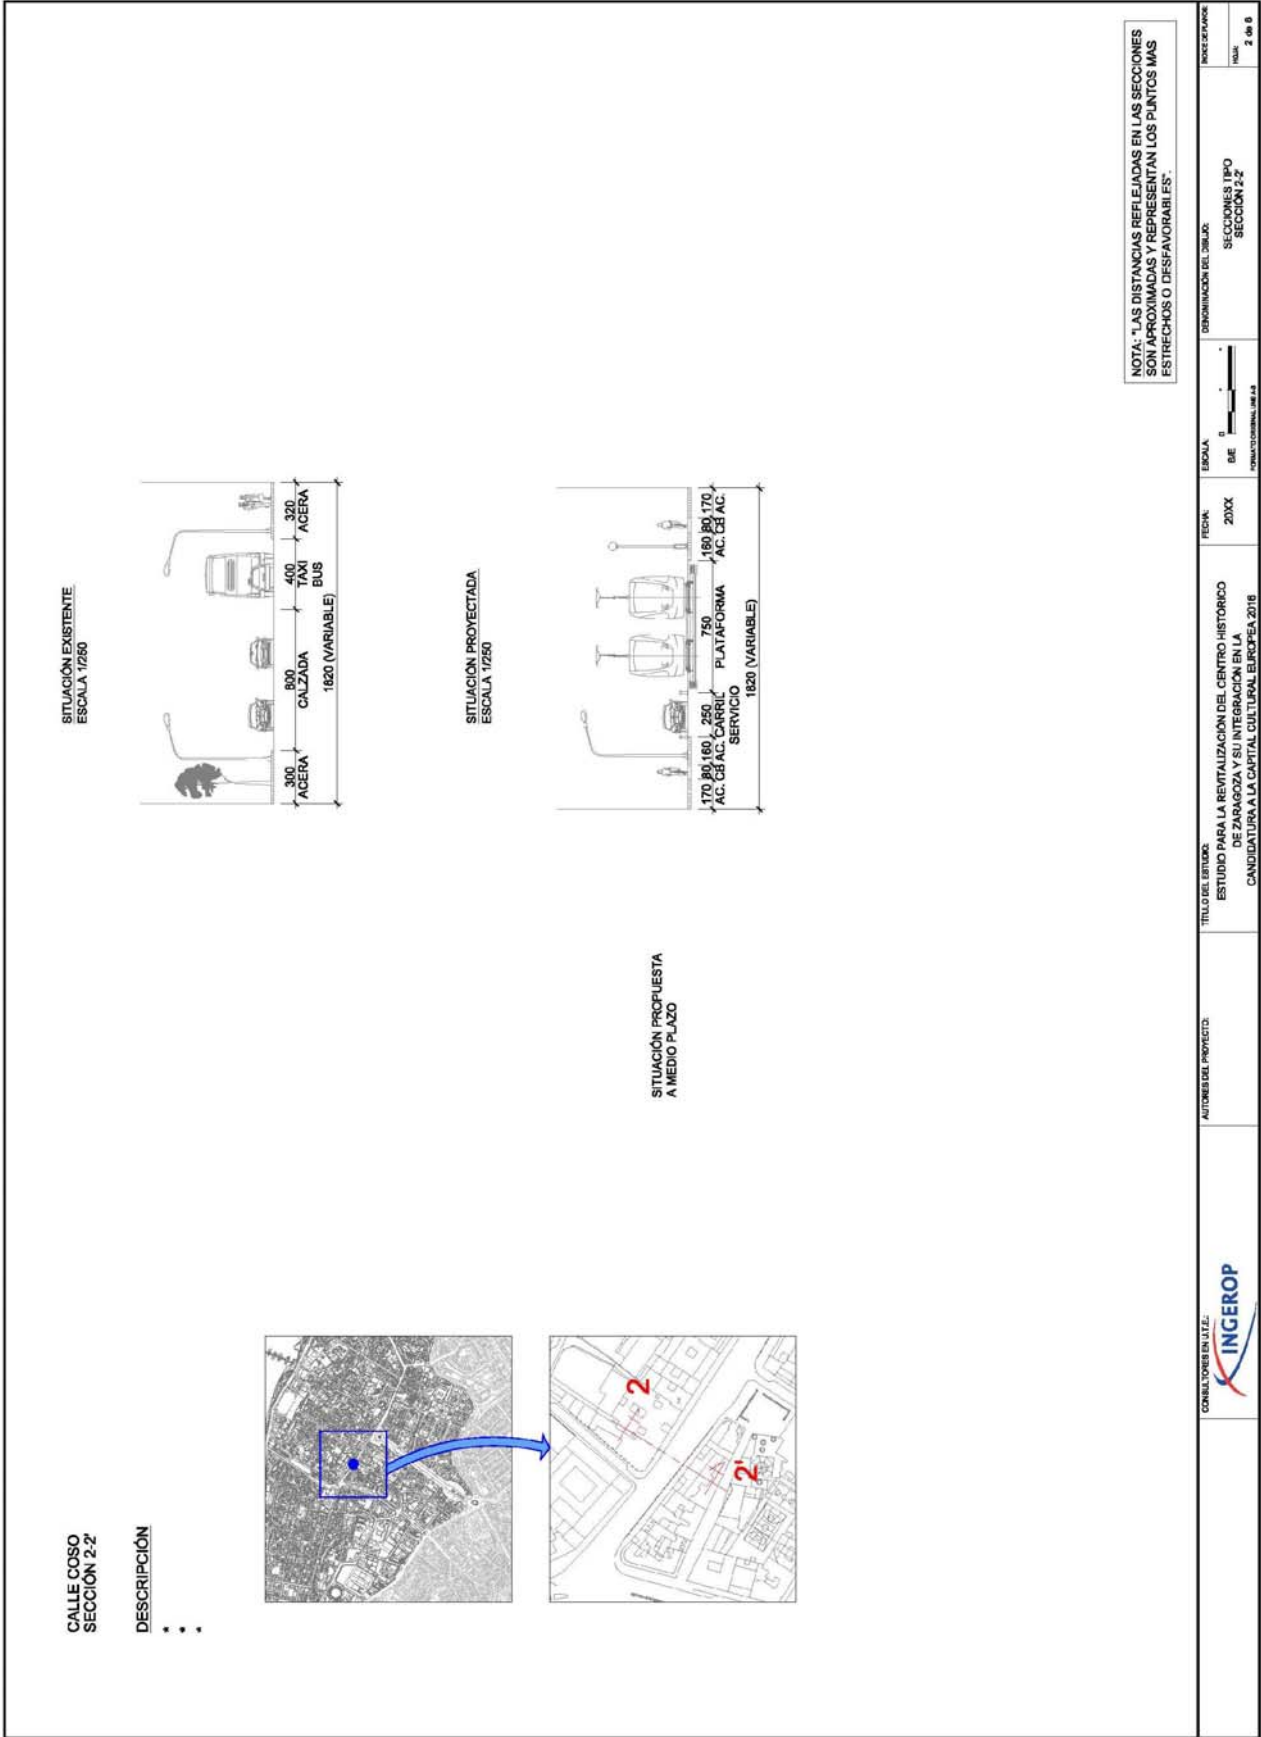 CALLE COSO
SECCIÓN 2-2'
DESCRIPCIÓN
*
*
*
2
2'
SITUACIÓN EXISTENTE
ESCALA 1/250
300 800 400 320
ACERA CALZADA TAXI BUS ACERA
1820 (VARIABLE)
SITUACIÓN PROPUESTA
A MEDIO PLAZO
SITUACIÓN PROYECTADA
ESCALA 1/250
170 80 160 250 750 160 80 170
AC. CB AC. CARRIL SERVICIO PLATAFORMA AC. CB AC.
1820 (VARIABLE)
NOTA: "LAS DISTANCIAS REFLEJADAS EN LAS SECCIONES
SON APROXIMADAS Y REPRESENTAN LOS PUNTOS MAS
ESTRECHOS O DESFAVORABLES".
CONSULTORES EN U.T.E.:
INGEROP
AUTORES DEL PROYECTO:
TÍTULO DEL ESTUDIO:
ESTUDIO PARA LA REVITALIZACIÓN DEL CENTRO HISTÓRICO
DE ZARAGOZA Y SU INTEGRACIÓN EN LA
CANDIDATURA A LA CAPITAL CULTURAL EUROPEA 2016
FECHA:
20XX
ESCALA:
0
DENOMINACIÓN DEL DIBUJO:
SECCIONES TIPO
SECCIÓN 2-2'
HOJA:
2 de 8